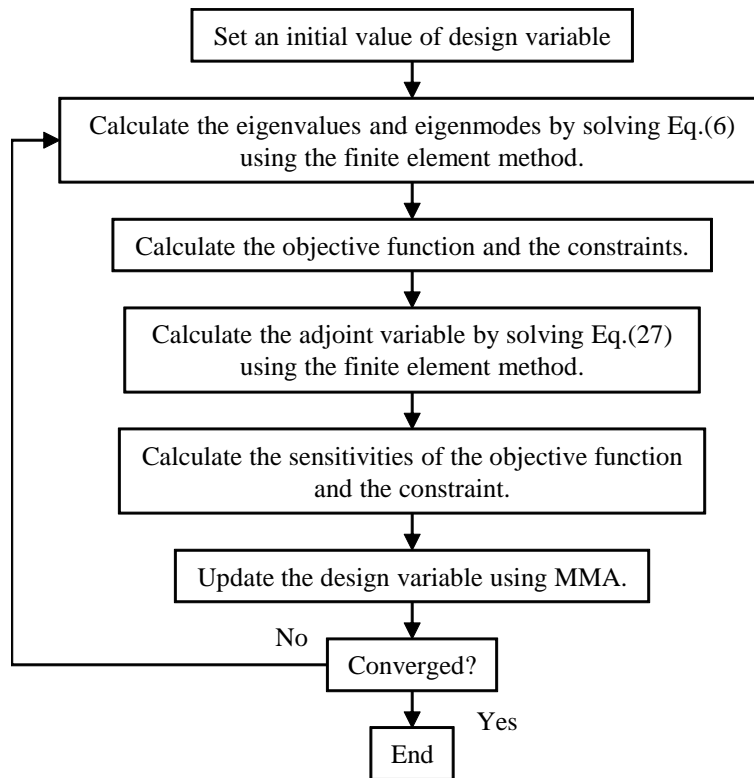 Set an initial value of design variable
Calculate the eigenvalues and eigenmodes by solving Eq.(6)
using the finite element method.
Calculate the objective function and the constraints.
Calculate the adjoint variable by solving Eq.(27)
using the finite element method.
Calculate the sensitivities of the objective function
and the constraint.
Update the design variable using MMA.
No
Converged?
Yes
End